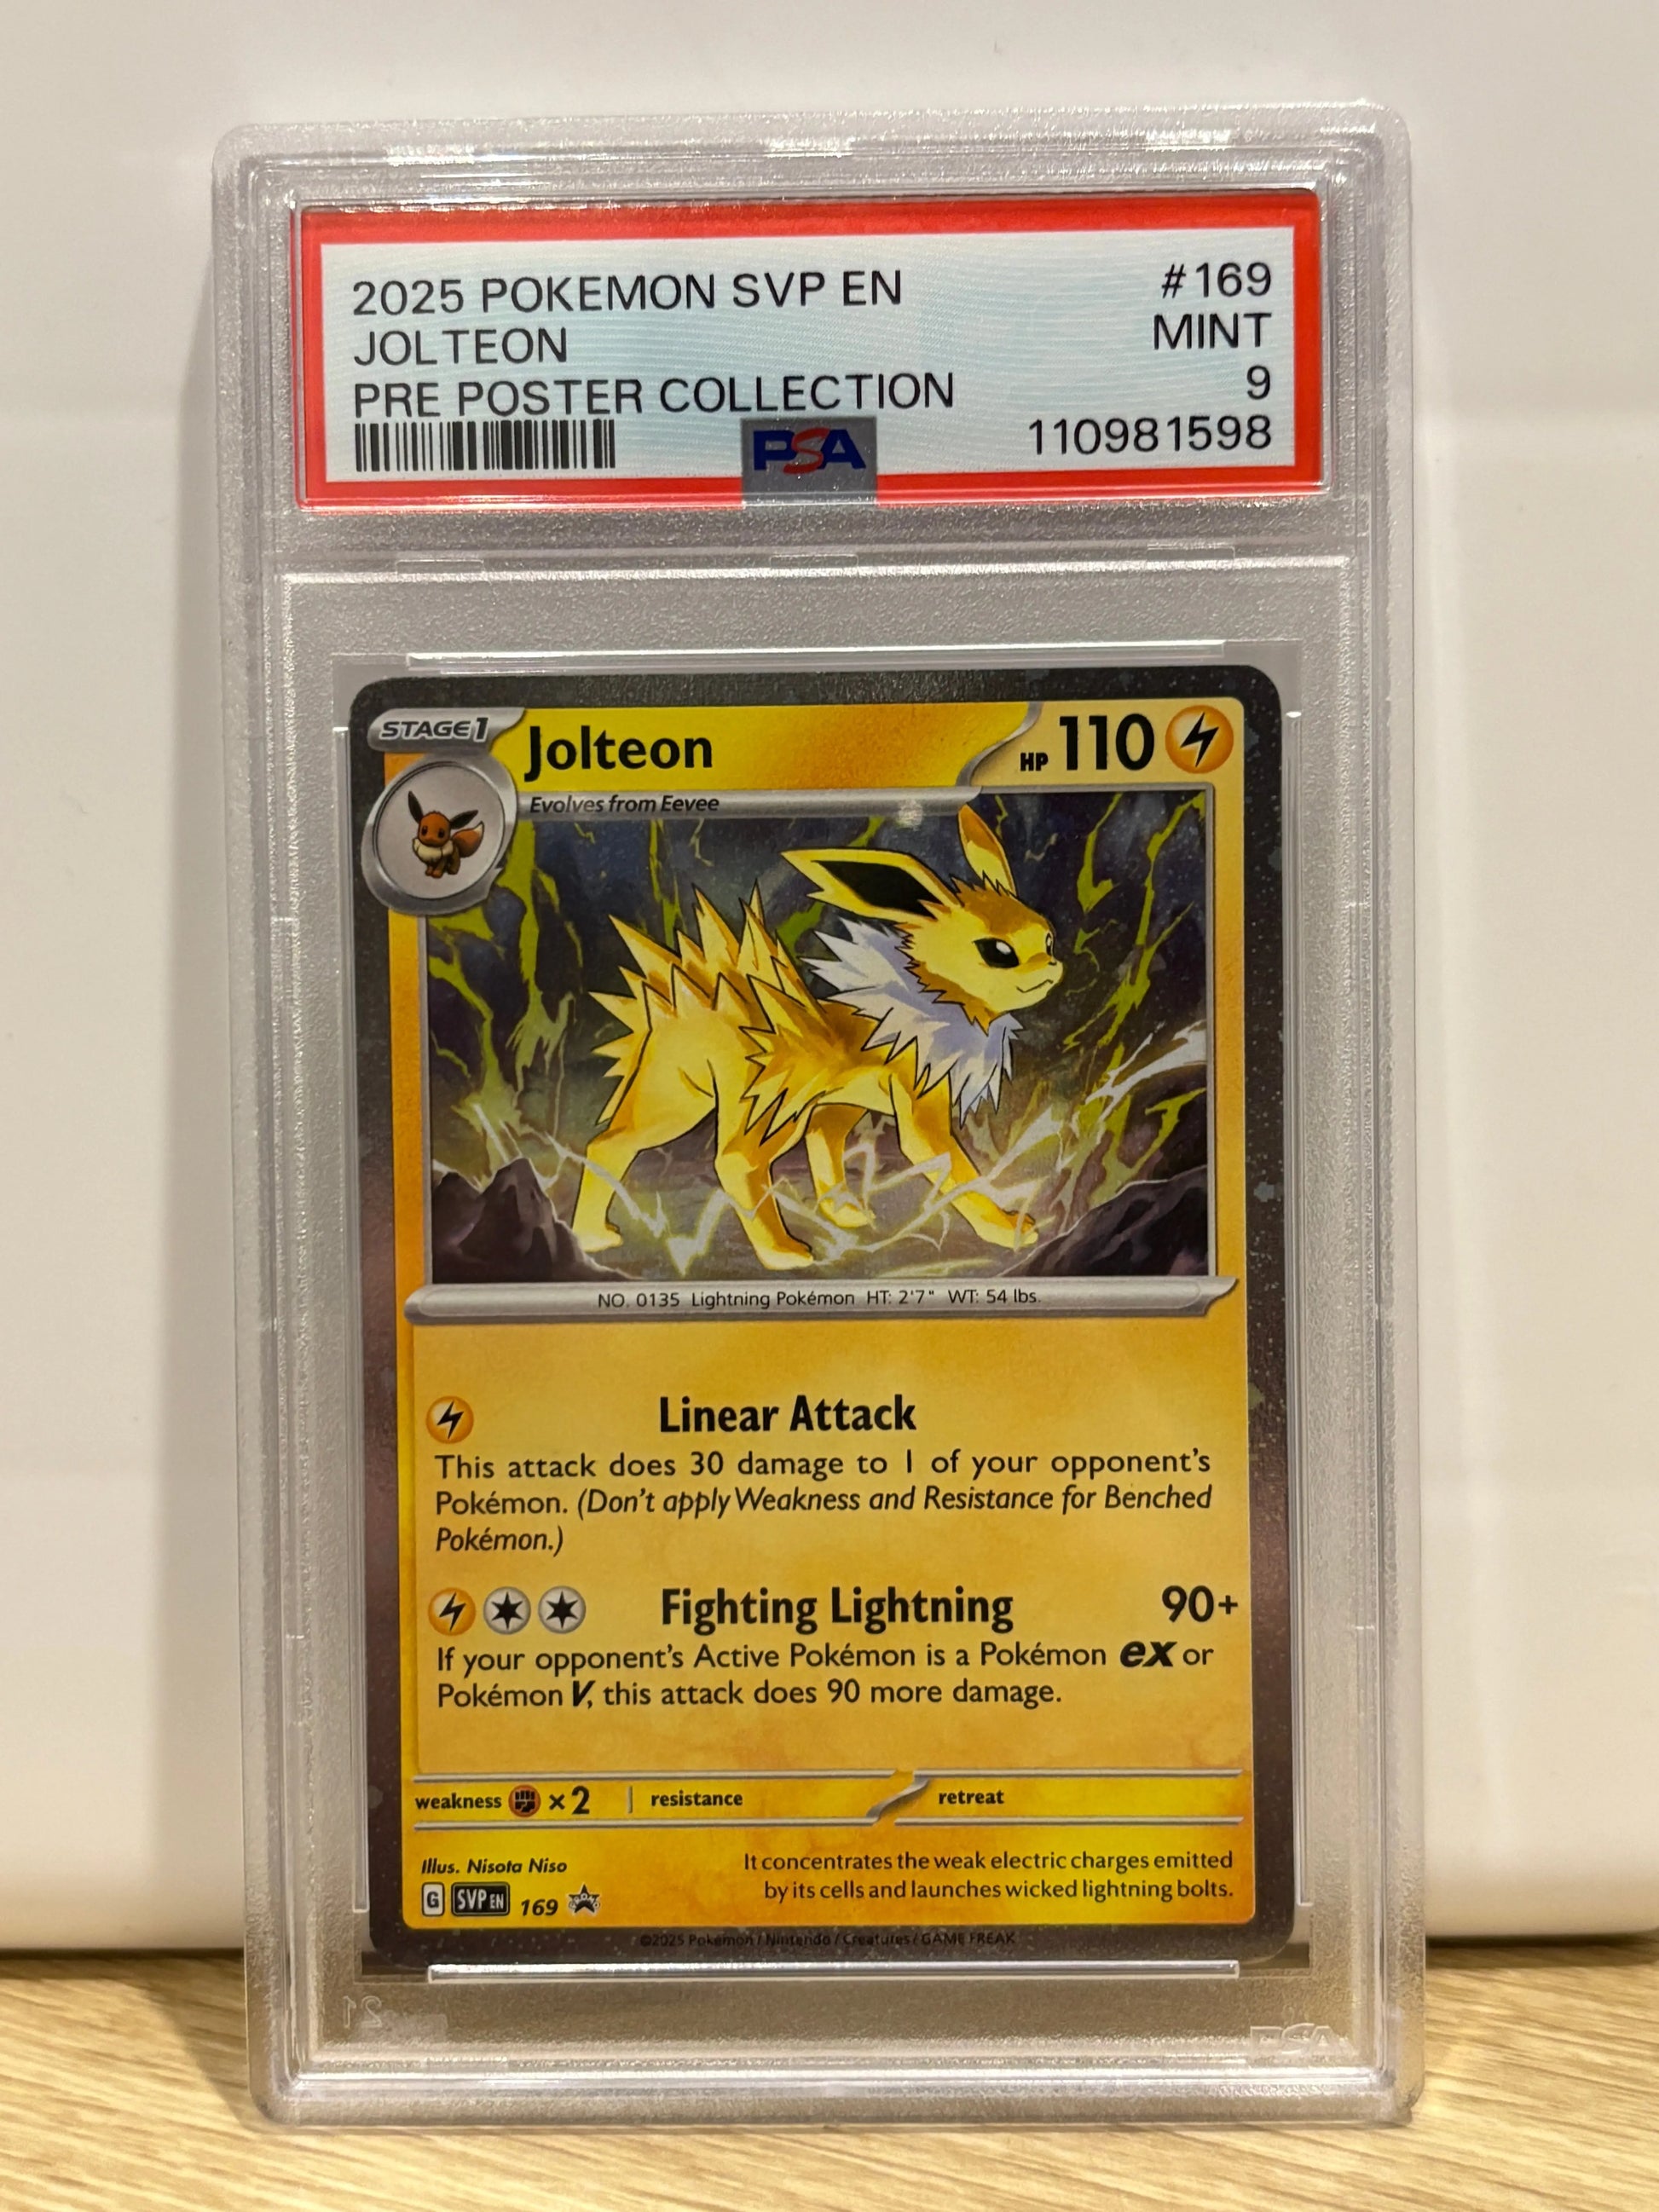 2025 POKEMON SVP EN #169
JOLTEON MINT
PRE POSTER COLLECTION 9
PSA 110981598
STAGE1 Jolteon HP 110
Evolves from Eevee
NO. 0135 Lightning Pokémon HT: 2'7" WT: 54 lbs.
Linear Attack
This attack does 30 damage to 1 of your opponent's
Pokémon. (Don't apply Weakness and Resistance for Benched
Pokémon.)
Fighting Lightning 90+
If your opponent's Active Pokémon is a Pokémon ex or
Pokémon V, this attack does 90 more damage.
weakness ×2 resistance retreat
Illus. Nisota Niso
It concentrates the weak electric charges emitted
by its cells and launches wicked lightning bolts.
G SVP EN 169 PROMO
©2025 Pokémon / Nintendo / Creatures / GAME FREAK
PSA